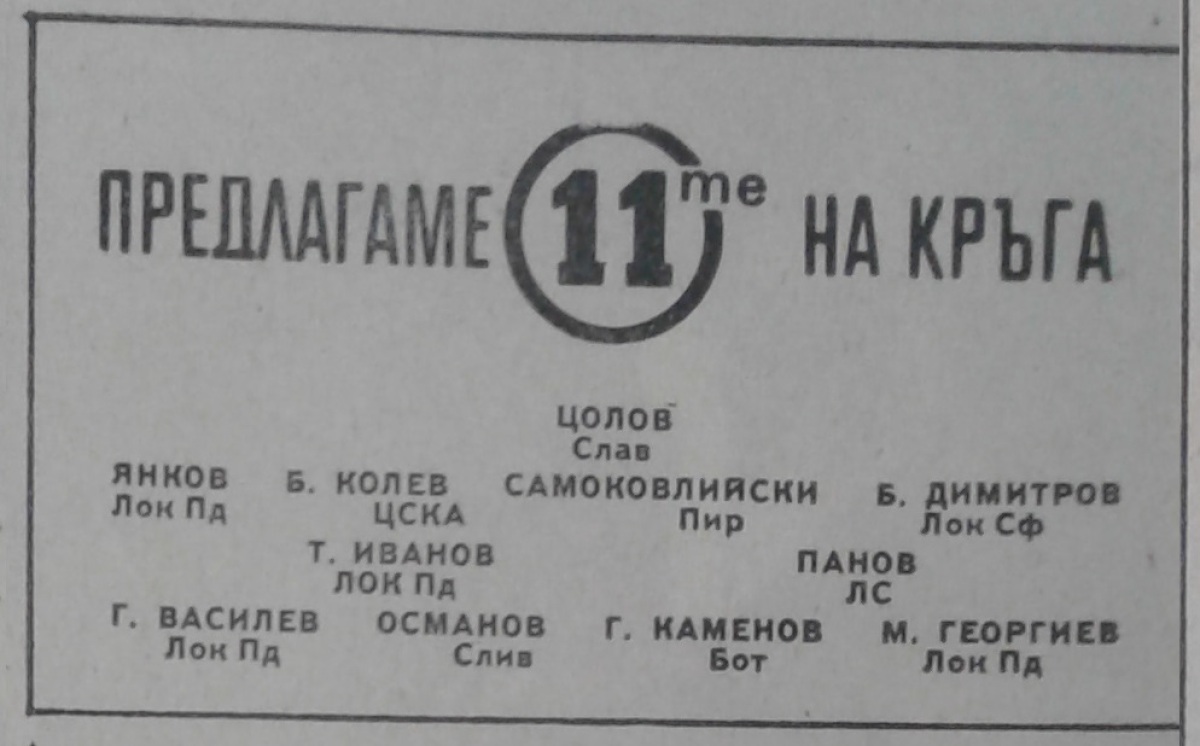 ПРЕДЛАГАМЕ 11те НА КРЪГА
ЦОЛОВ
Слав
ЯНКОВ Б. КОЛЕВ САМОКОВЛИЙСКИ Б. ДИМИТРОВ
Лок Пд ЦСКА Пир Лок Сф
Т. ИВАНОВ ПАНОВ
ЛОК Пд ЛС
Г. ВАСИЛЕВ ОСМАНОВ Г. КАМЕНОВ М. ГЕОРГИЕВ
Лок Пд Слив Бот Лок Пд